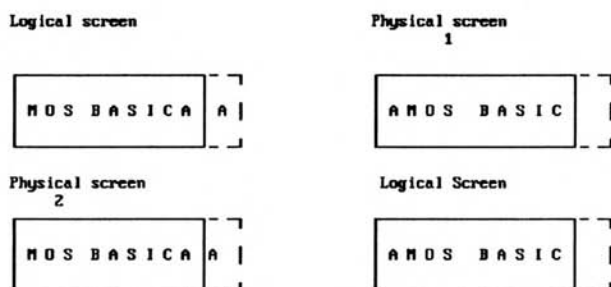 Logical screen
Physical screen
1
MOS BASICA A
AMOS BASIC
Physical screen
2
Logical Screen
MOS BASICA A
AMOS BASIC